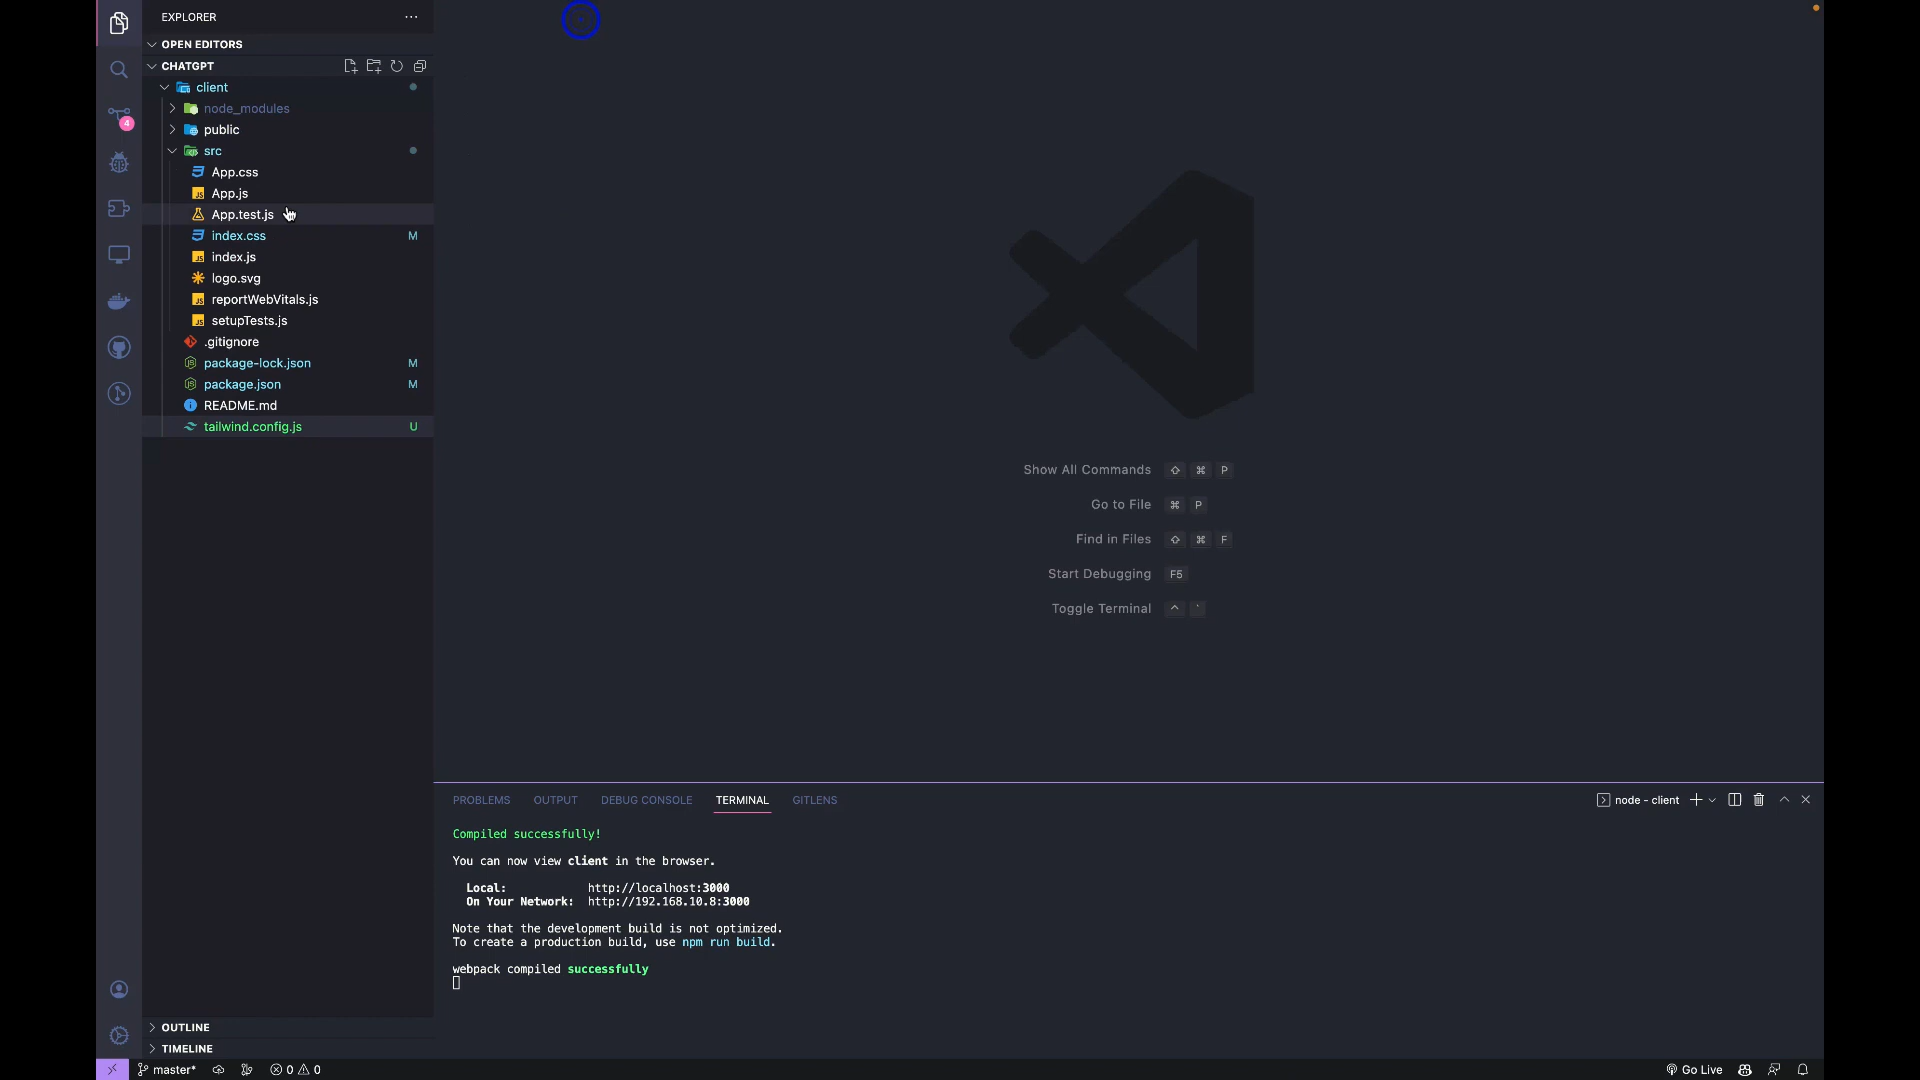 EXPLORER
OPEN EDITORS
CHATGPT
client
node_modules
public
src
App.css
App.js
App.test.js
index.css M
index.js
logo.svg
reportWebVitals.js
setupTests.js
.gitignore
package-lock.json M
package.json M
README.md
tailwind.config.js U
4
Show All Commands ⇧ ⌘ P
Go to File ⌘ P
Find in Files ⇧ ⌘ F
Start Debugging F5
Toggle Terminal ^ `
PROBLEMS OUTPUT DEBUG CONSOLE TERMINAL GITLENS
node - client
Compiled successfully!
You can now view client in the browser.
Local: http://localhost:3000
On Your Network: http://192.168.10.8:3000
Note that the development build is not optimized.
To create a production build, use npm run build.
webpack compiled successfully
OUTLINE
TIMELINE
master* 0 0 Go Live